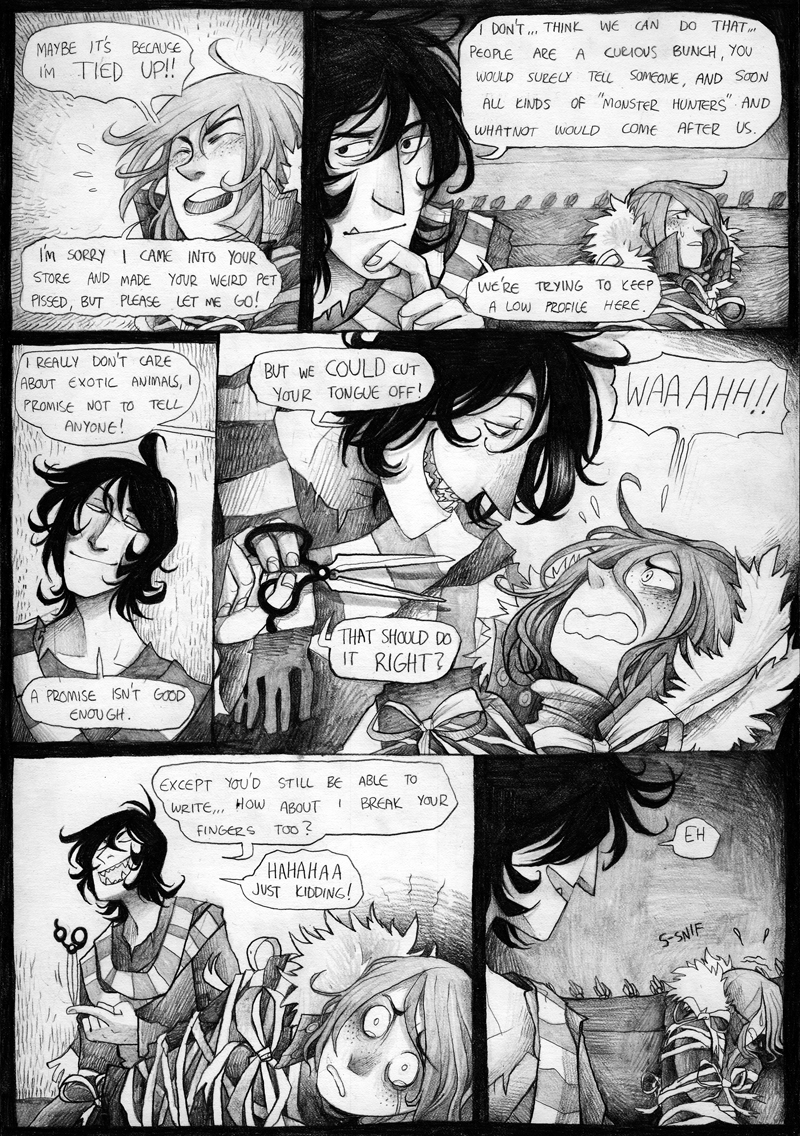 MAYBE IT'S BECAUSE
I'M TIED UP!!
I'M SORRY I CAME INTO YOUR
STORE AND MADE YOUR WEIRD PET
PISSED, BUT PLEASE LET ME GO!
I DON'T... THINK WE CAN DO THAT...
PEOPLE ARE A CURIOUS BUNCH, YOU
WOULD SURELY TELL SOMEONE, AND SOON
ALL KINDS OF "MONSTER HUNTERS" AND
WHATNOT WOULD COME AFTER US.
WE'RE TRYING TO KEEP
A LOW PROFILE HERE.
I REALLY DON'T CARE
ABOUT EXOTIC ANIMALS, I
PROMISE NOT TO TELL
ANYONE!
A PROMISE ISN'T GOOD
ENOUGH.
BUT WE COULD CUT
YOUR TONGUE OFF!
WAAAHH!!
THAT SHOULD DO
IT RIGHT?
EXCEPT YOU'D STILL BE ABLE TO
WRITE... HOW ABOUT I BREAK YOUR
FINGERS TOO?
HAHAHAA
JUST KIDDING!
EH
S-SNIF